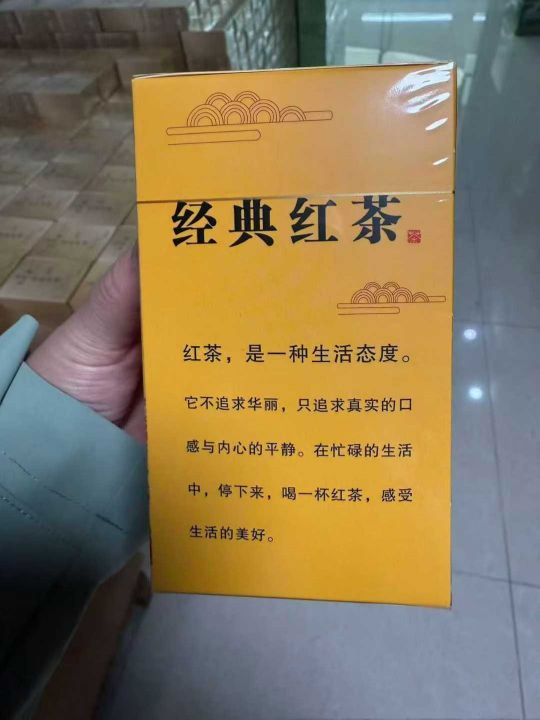 经典红茶
红茶，是一种生活态度。
它不追求华丽，只追求真实的口
感与内心的平静。在忙碌的生活
中，停下来，喝一杯红茶，感受
生活的美好。